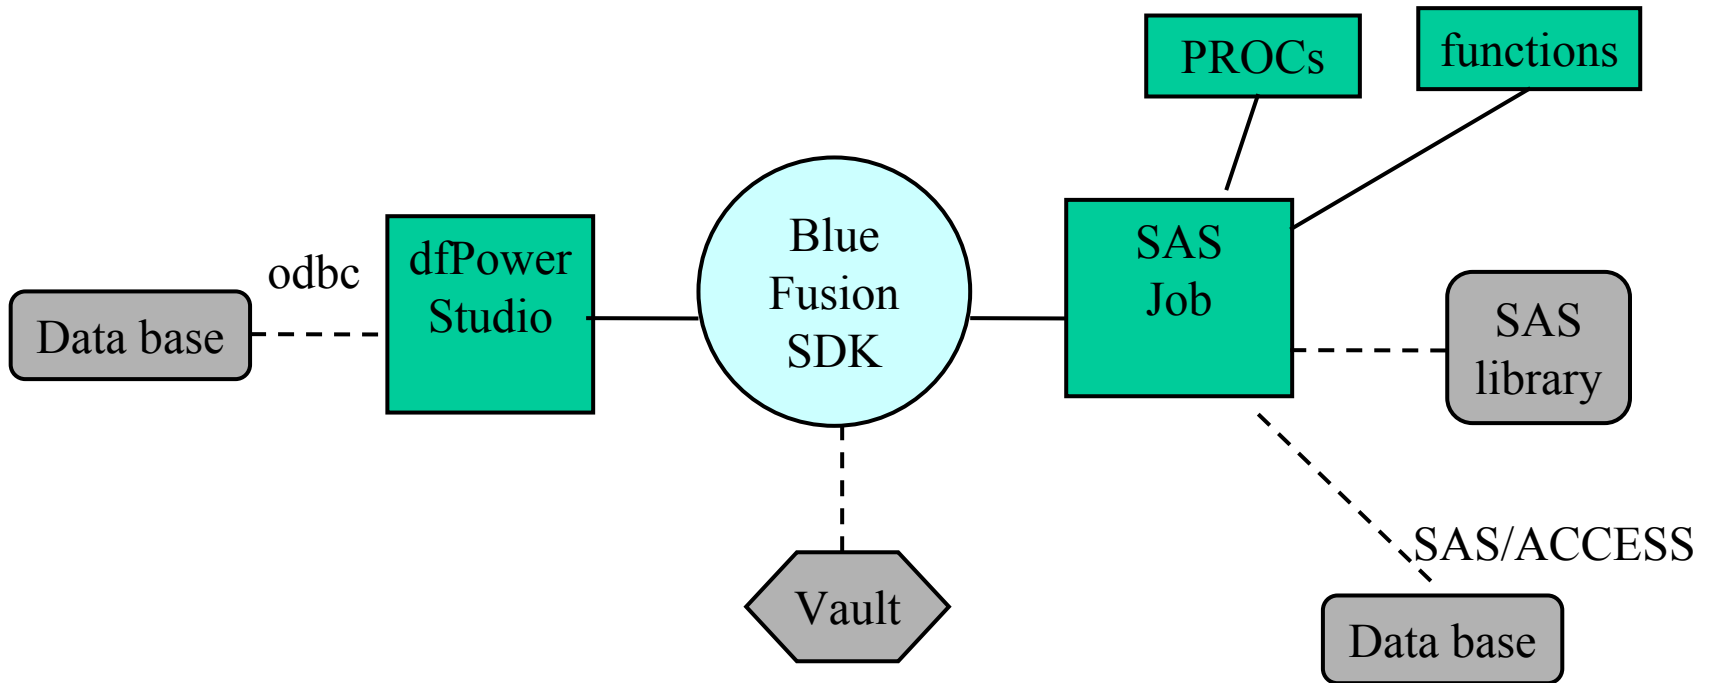 PROCs
functions
odbc
Data base
dfPower
Studio
Blue
Fusion
SDK
SAS
Job
SAS
library
SAS/ACCESS
Vault
Data base